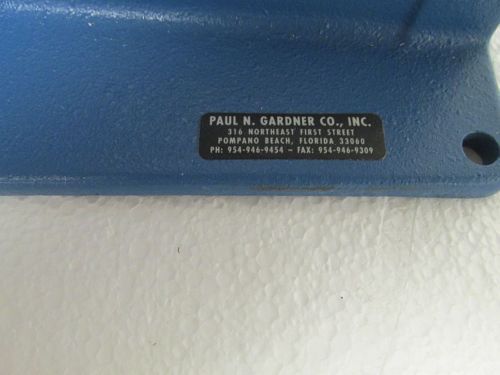 PAUL N. GARDNER CO., INC.
316 NORTHEAST FIRST STREET
POMPANO BEACH, FLORIDA 33060
PH: 954-946-9454 – FAX: 954-946-9309